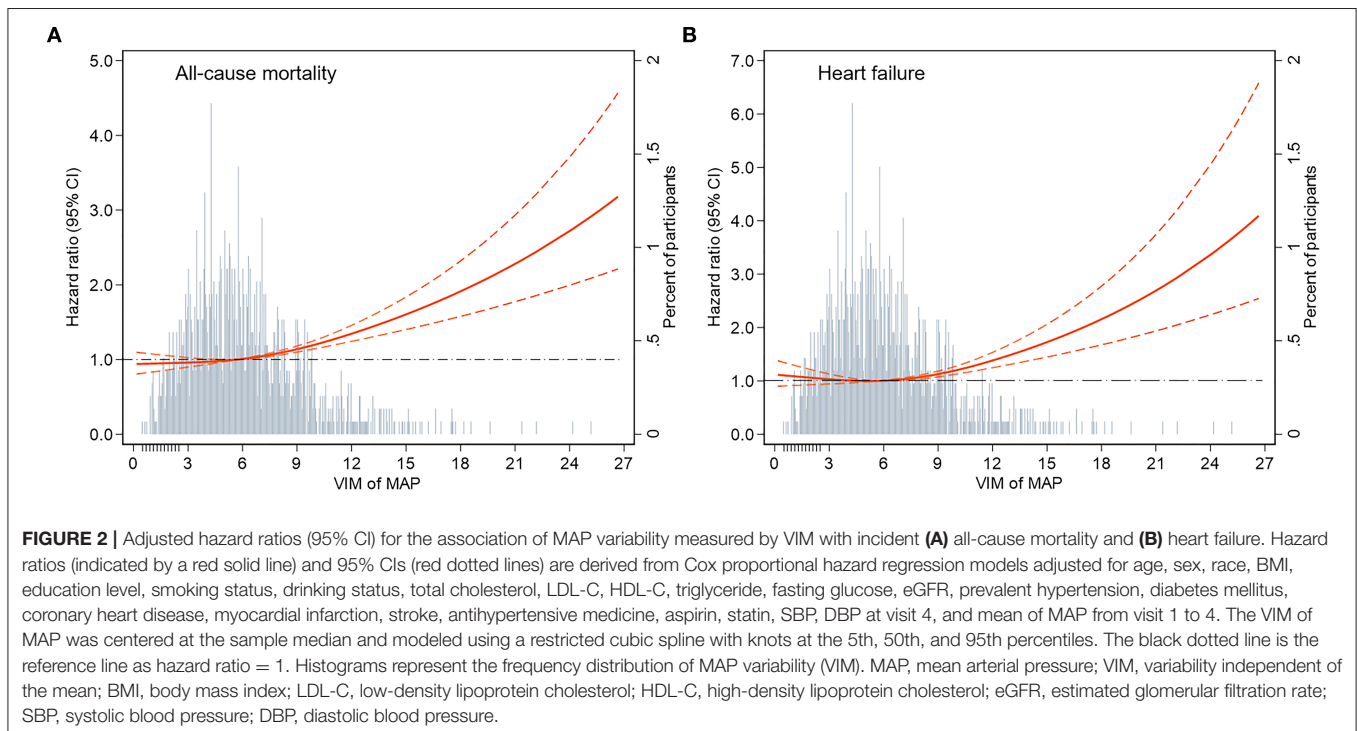 A
B
All-cause mortality
Heart failure
5.0
4.0
3.0
2.0
1.0
0.0
Hazard ratio (95% CI)
2
1.5
1
.5
0
Percent of participants
0 3 6 9 12 15 18 21 24 27
VIM of MAP
7.0
6.0
5.0
4.0
3.0
2.0
1.0
0.0
Hazard ratio (95% CI)
2
1.5
1
.5
0
Percent of participants
0 3 6 9 12 15 18 21 24 27
VIM of MAP
FIGURE 2 | Adjusted hazard ratios (95% CI) for the association of MAP variability measured by VIM with incident (A) all-cause mortality and (B) heart failure. Hazard
ratios (indicated by a red solid line) and 95% CIs (red dotted lines) are derived from Cox proportional hazard regression models adjusted for age, sex, race, BMI,
education level, smoking status, drinking status, total cholesterol, LDL-C, HDL-C, triglyceride, fasting glucose, eGFR, prevalent hypertension, diabetes mellitus,
coronary heart disease, myocardial infarction, stroke, antihypertensive medicine, aspirin, statin, SBP, DBP at visit 4, and mean of MAP from visit 1 to 4. The VIM of
MAP was centered at the sample median and modeled using a restricted cubic spline with knots at the 5th, 50th, and 95th percentiles. The black dotted line is the
reference line as hazard ratio = 1. Histograms represent the frequency distribution of MAP variability (VIM). MAP, mean arterial pressure; VIM, variability independent of
the mean; BMI, body mass index; LDL-C, low-density lipoprotein cholesterol; HDL-C, high-density lipoprotein cholesterol; eGFR, estimated glomerular filtration rate;
SBP, systolic blood pressure; DBP, diastolic blood pressure.